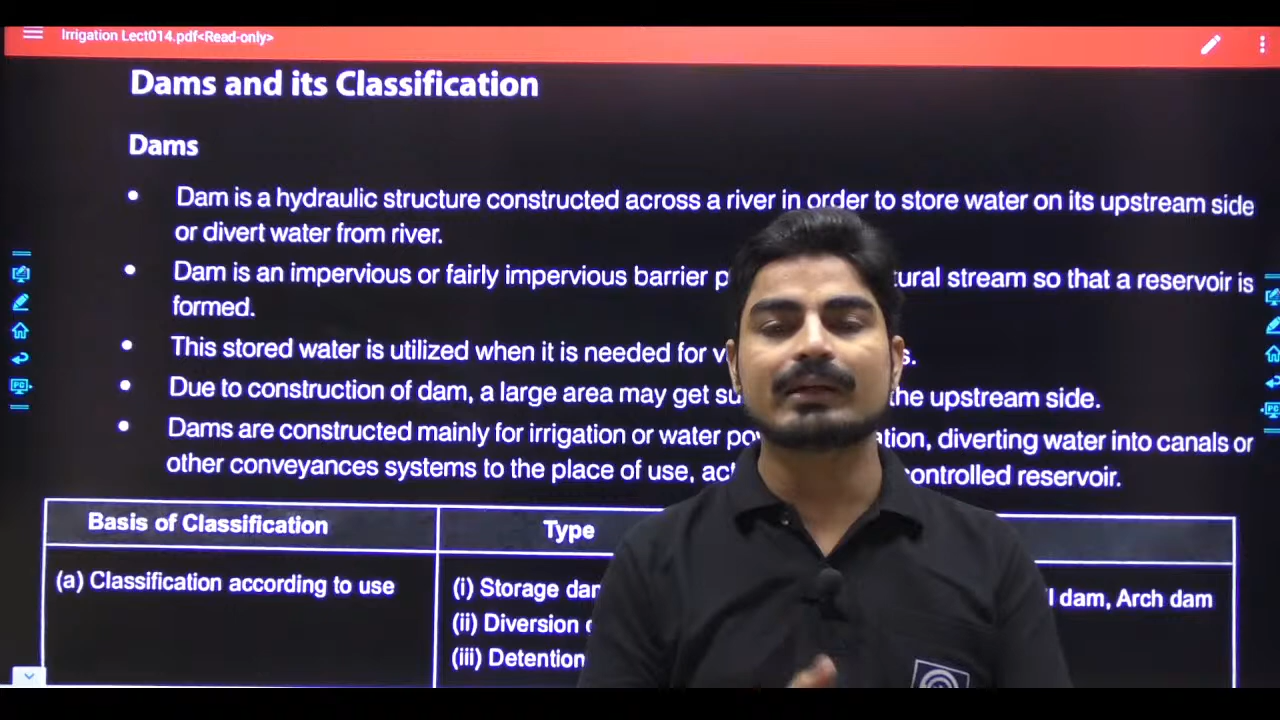 Irrigation Lect014.pdf<Read-only>
Dams and its Classification
Dams
• Dam is a hydraulic structure constructed across a river in order to store water on its upstream side
or divert water from river.
• Dam is an impervious or fairly impervious barrier tural stream so that a reservoir is
formed.
• This stored water is utilized when it is needed for
• Due to construction of dam, a large area may get the upstream side.
• Dams are constructed mainly for irrigation or water ation, diverting water into canals or
other conveyances systems to the place of use, controlled reservoir.
Basis of Classification Type
(a) Classification according to use (i) Storage dam, Arch dam
(ii) Diversion
(iii) Detention
PC
PC